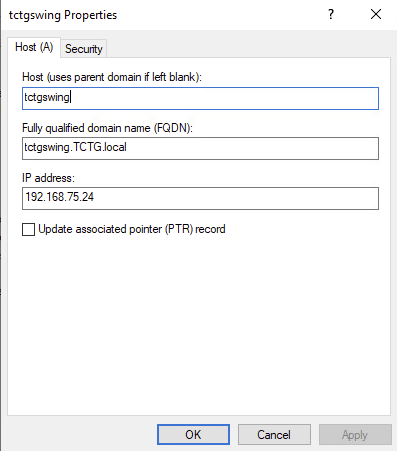 tctgswing Properties
?
Host (A)
Security
Host (uses parent domain if left blank):
tctgswing
Fully qualified domain name (FQDN):
tctgswing.TCTG.local
IP address:
192.168.75.24
Update associated pointer (PTR) record
OK
Cancel
Apply